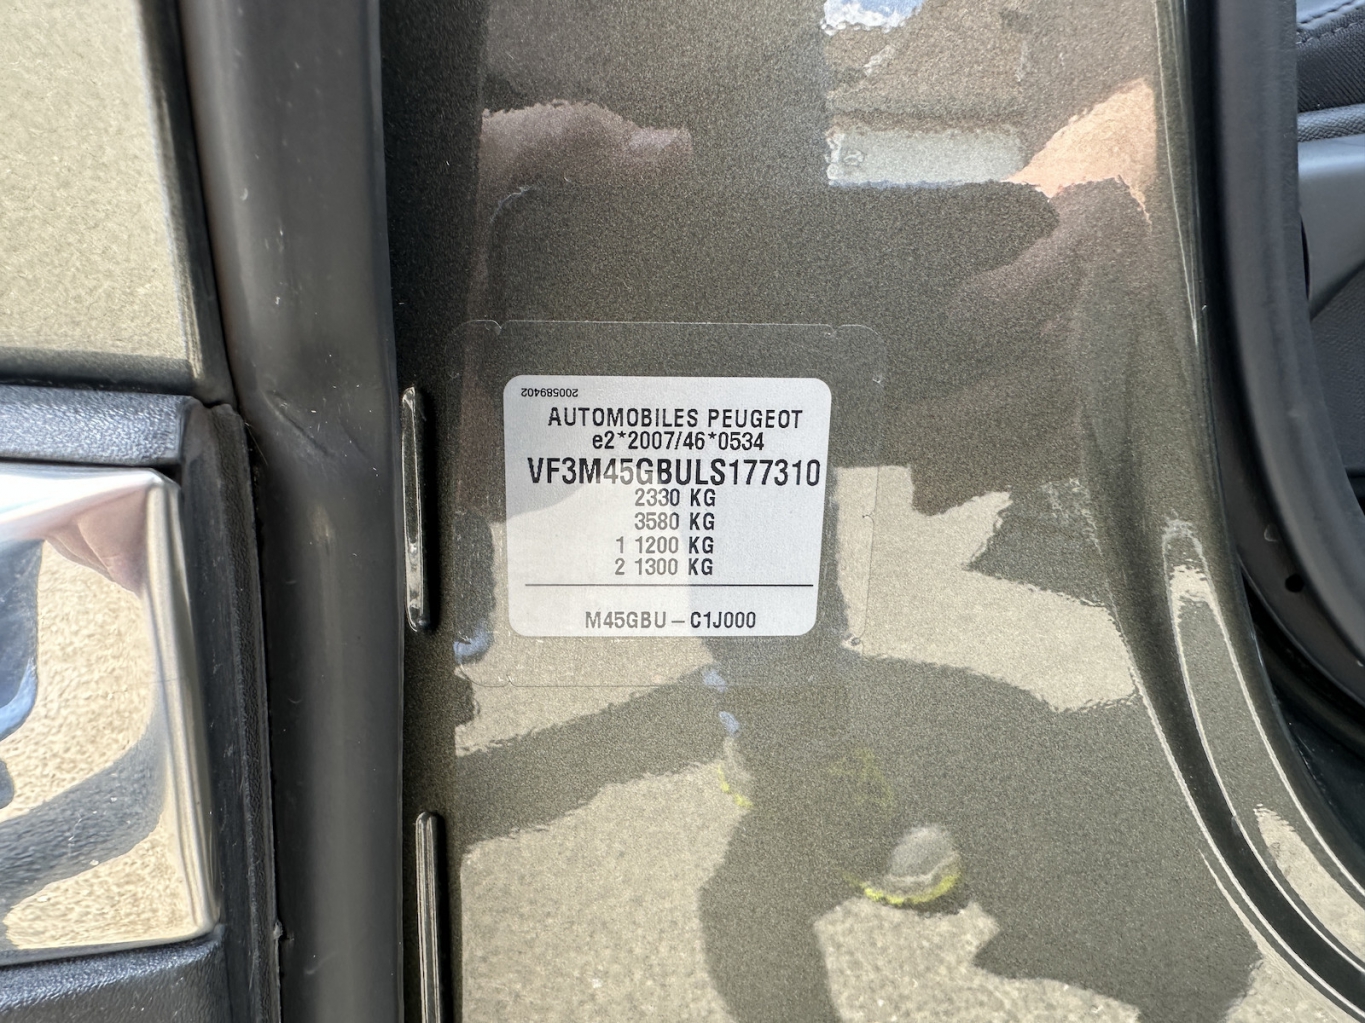 200589402
AUTOMOBILES PEUGEOT
e2*2007/46*0534
VF3M45GBULS177310
2330 KG
3580 KG
1 1200 KG
2 1300 KG
M45GBU – C1J000